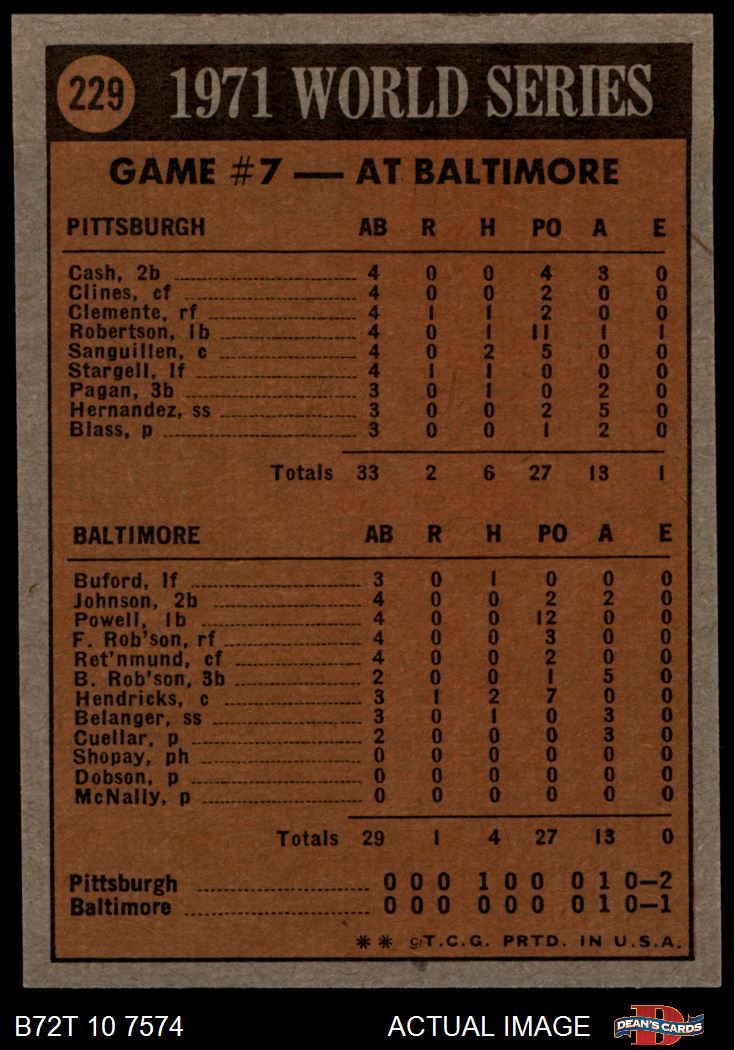 229 1971 WORLD SERIES
GAME #7 — AT BALTIMORE
PITTSBURGH AB R H PO A E
Cash, 2b 4 0 0 4 3 0
Clines, cf 4 0 0 2 0 0
Clemente, rf 4 1 1 2 0 0
Robertson, 1b 4 0 1 11 1 1
Sanguillen, c 4 0 2 5 0 0
Stargell, lf 4 1 1 0 0 0
Pagan, 3b 3 0 1 0 2 0
Hernandez, ss 3 0 0 2 5 0
Blass, p 3 0 0 1 2 0
Totals 33 2 6 27 13 1
BALTIMORE AB R H PO A E
Buford, lf 3 0 1 0 0 0
Johnson, 2b 4 0 0 2 2 0
Powell, 1b 4 0 0 12 0 0
F. Rob'son, rf 4 0 0 3 0 0
Ret'nmund, cf 4 0 0 2 0 0
B. Rob'son, 3b 2 0 0 1 5 0
Hendricks, c 3 1 2 7 0 0
Belanger, ss 3 0 1 0 3 0
Cuellar, p 2 0 0 0 3 0
Shopay, ph 0 0 0 0 0 0
Dobson, p 0 0 0 0 0 0
McNally, p 0 0 0 0 0 0
Totals 29 1 4 27 13 0
Pittsburgh 0 0 0 1 0 0 0 1 0—2
Baltimore 0 0 0 0 0 0 0 1 0—1
** ©T.C.G. PRTD. IN U.S.A.
B72T 10 7574 ACTUAL IMAGE D DEAN'S CARDS